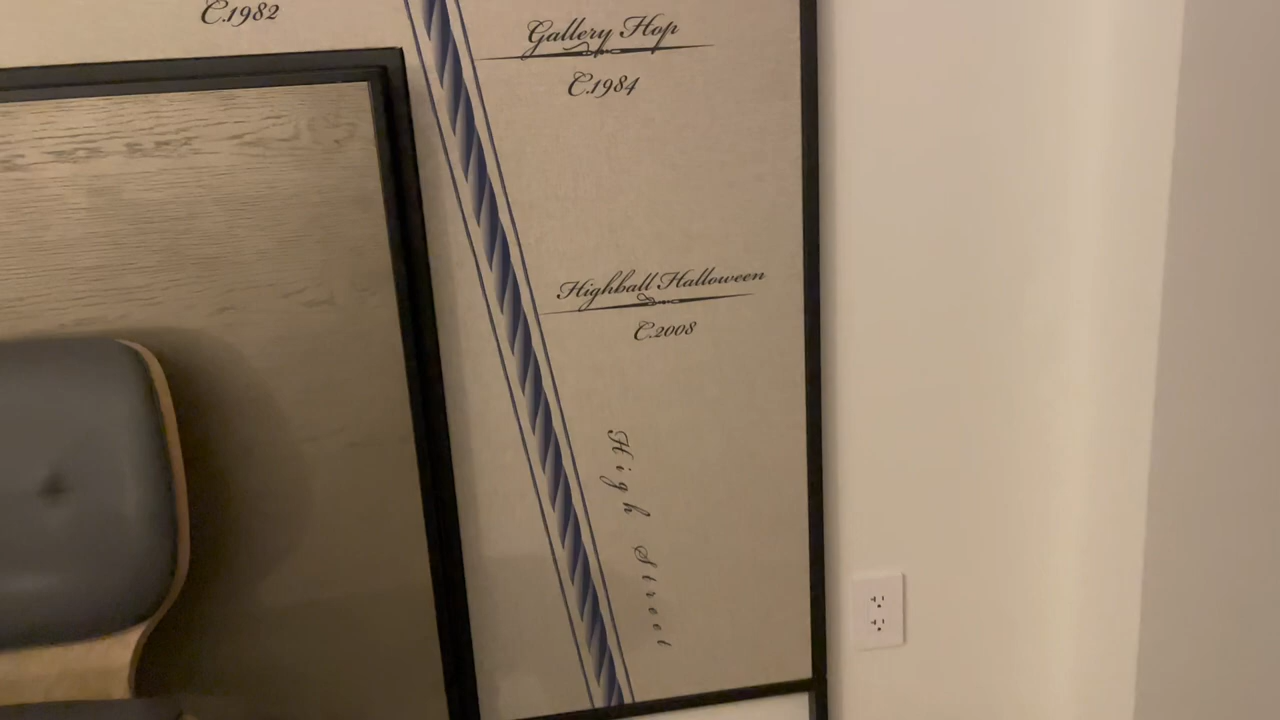 C.1982
Gallery Hop
C.1984
Highball Halloween
C.2008
High Street